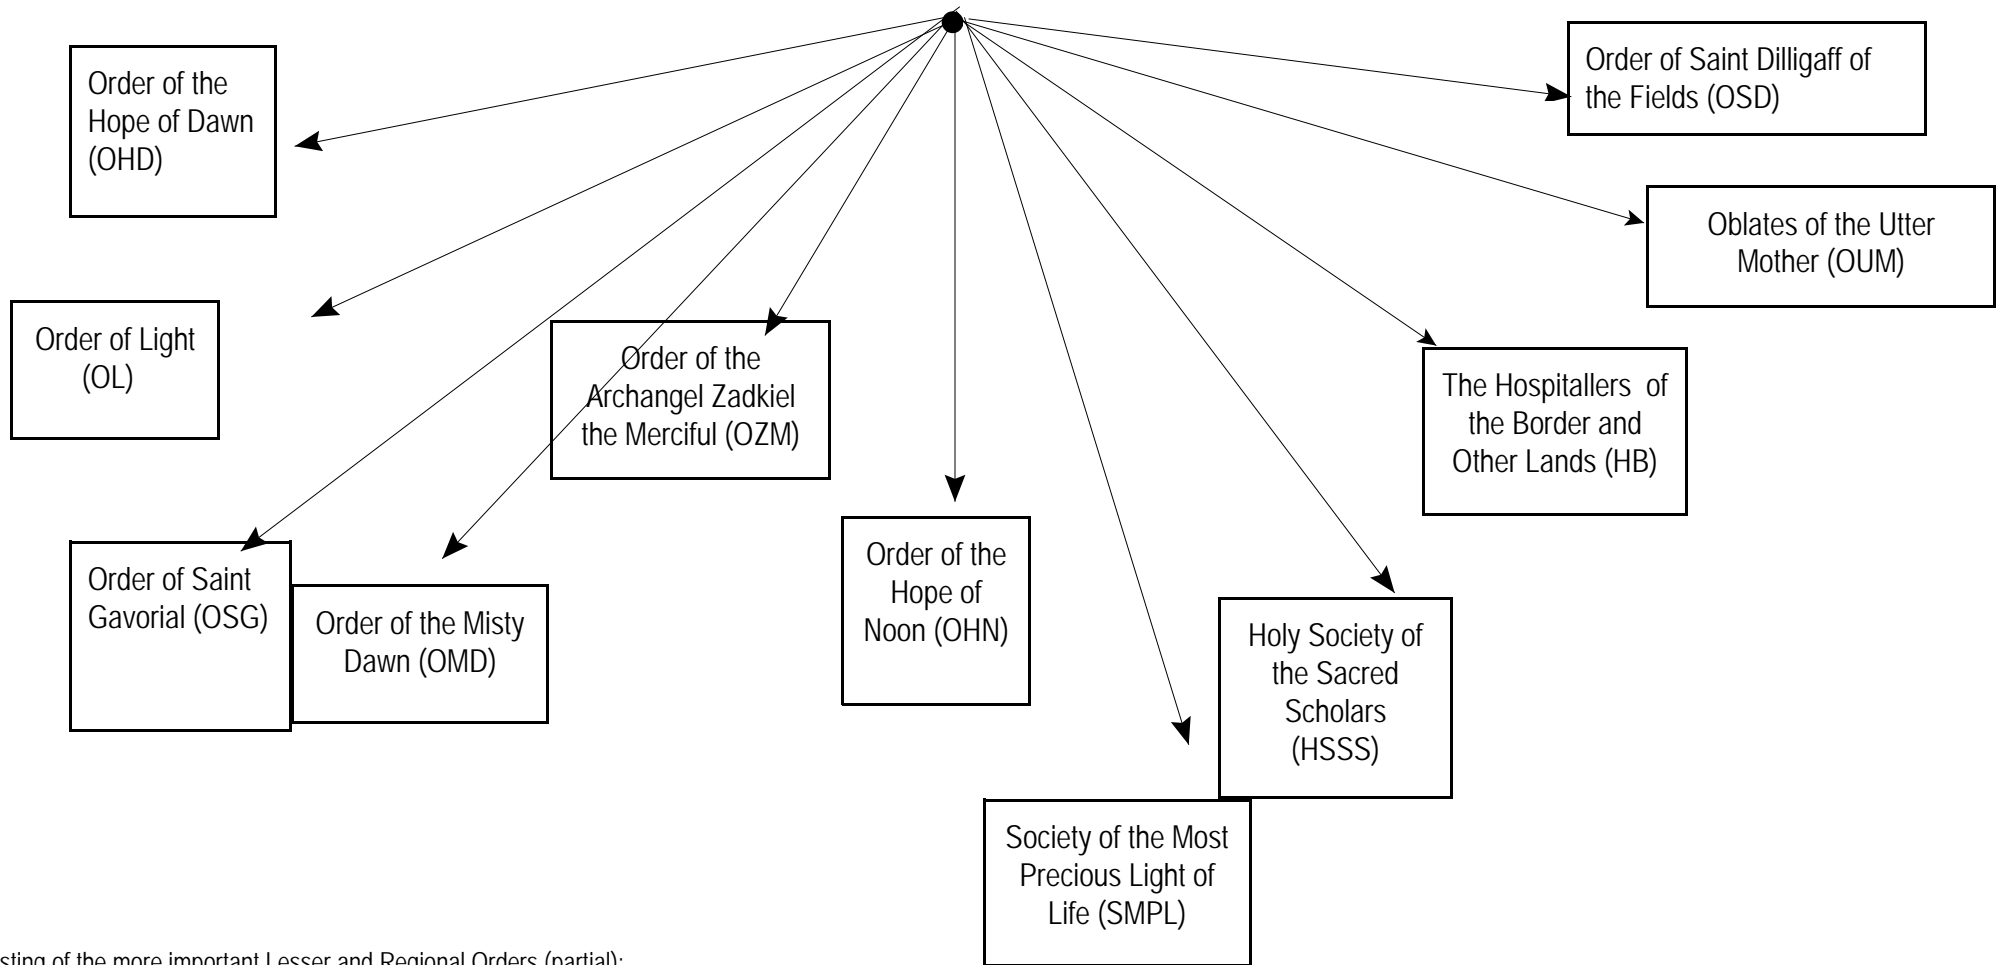 Order of the
Hope of Dawn
(OHD)
Order of Saint Dilligaff of
the Fields (OSD)
Oblates of the Utter
Mother (OUM)
Order of Light
(OL)
Order of the
Archangel Zadkiel
the Merciful (OZM)
The Hospitallers of
the Border and
Other Lands (HB)
Order of Saint
Gavorial (OSG)
Order of the Misty
Dawn (OMD)
Order of the
Hope of
Noon (OHN)
Holy Society of
the Sacred
Scholars
(HSSS)
Society of the Most
Precious Light of
Life (SMPL)
sting of the more important Lesser and Regional Orders (partial):